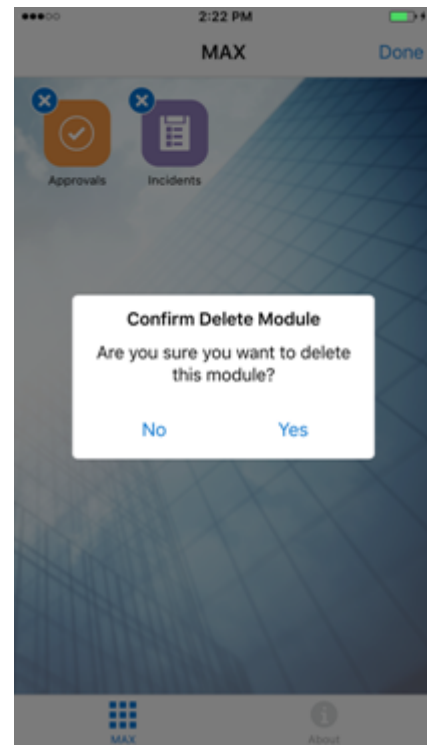 2:22 PM
MAX
Done
Approvals
Incidents
Confirm Delete Module
Are you sure you want to delete
this module?
No
Yes
MAX
About